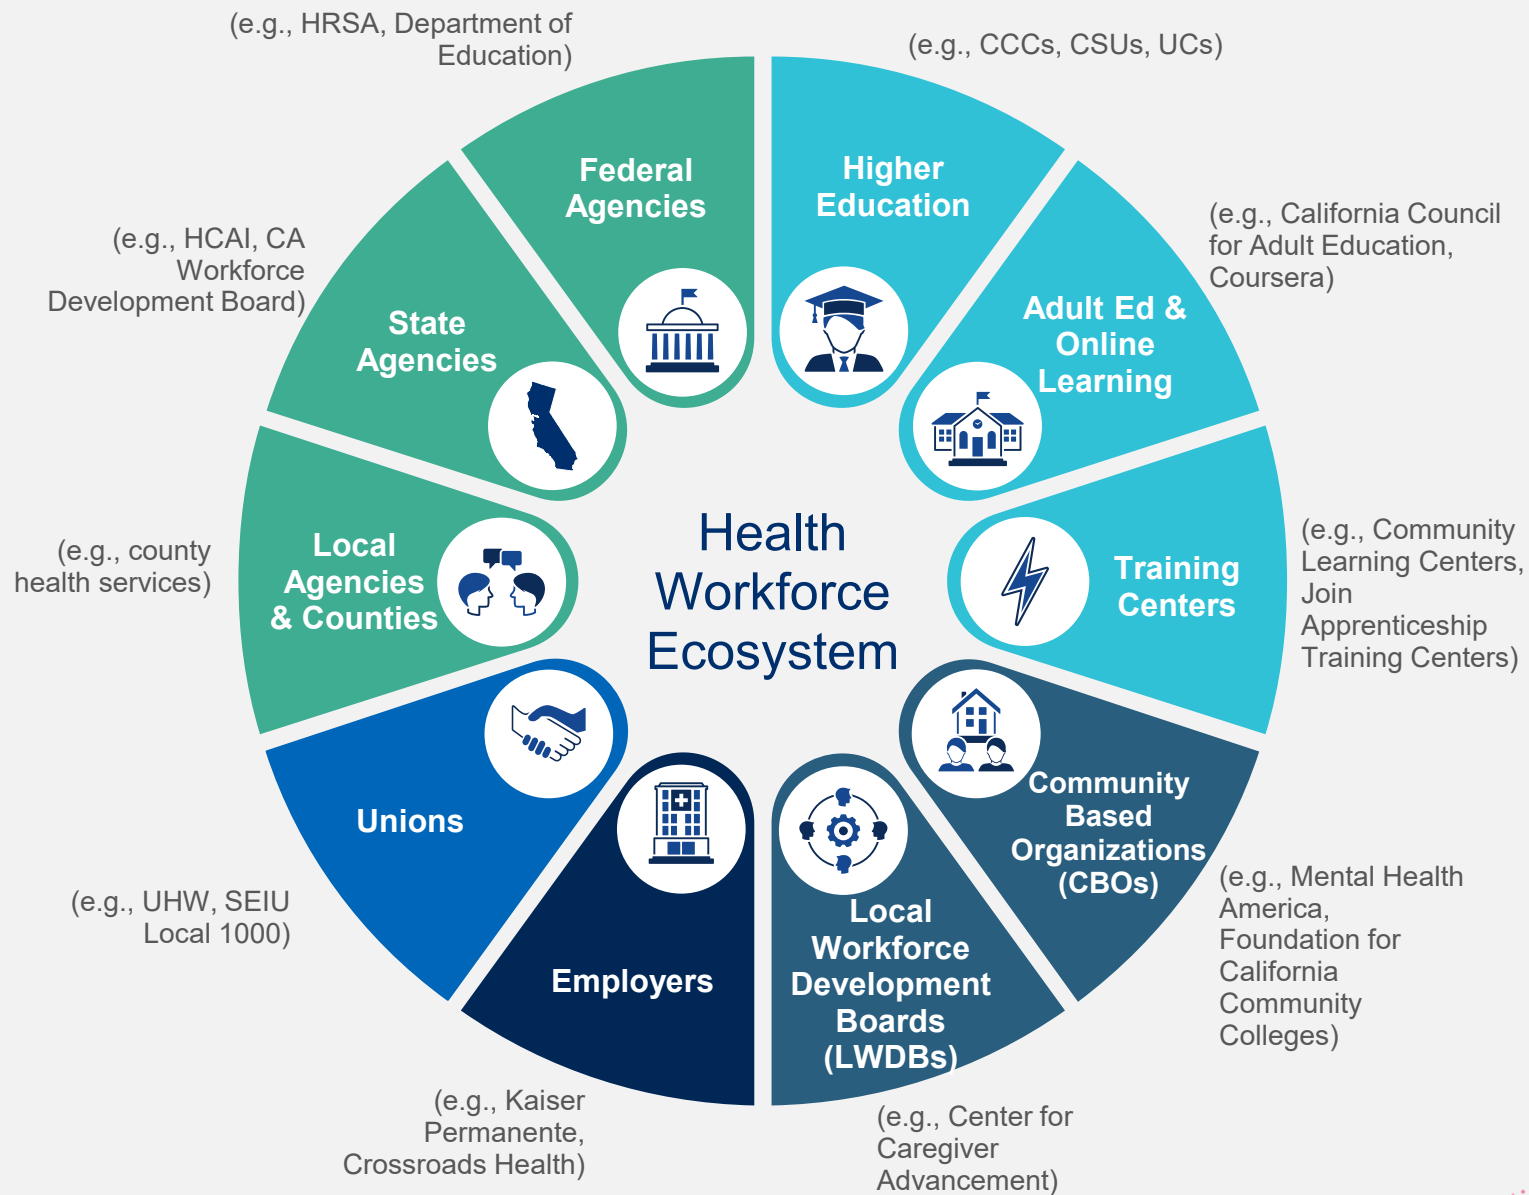 (e.g., HRSA, Department of
Education)
(e.g., CCCs, CSUs, UCs)
Federal
Agencies
Higher
Education
(e.g., HCAI, CA
Workforce
Development Board)
State
Agencies
(e.g., California Council
for Adult Education,
Coursera)
Adult Ed &
Online
Learning
(e.g., county
health services)
Local
Agencies
& Counties
Health
Workforce
Ecosystem
Training
Centers
(e.g., Community
Learning Centers,
Join
Apprenticeship
Training Centers)
Unions
(e.g., UHW, SEIU
Local 1000)
Community
Based
Organizations
(CBOs)
(e.g., Mental Health
America,
Foundation for
California
Community
Colleges)
Employers
(e.g., Kaiser
Permanente,
Crossroads Health)
Local
Workforce
Development
Boards
(LWDBs)
(e.g., Center for
Caregiver
Advancement)